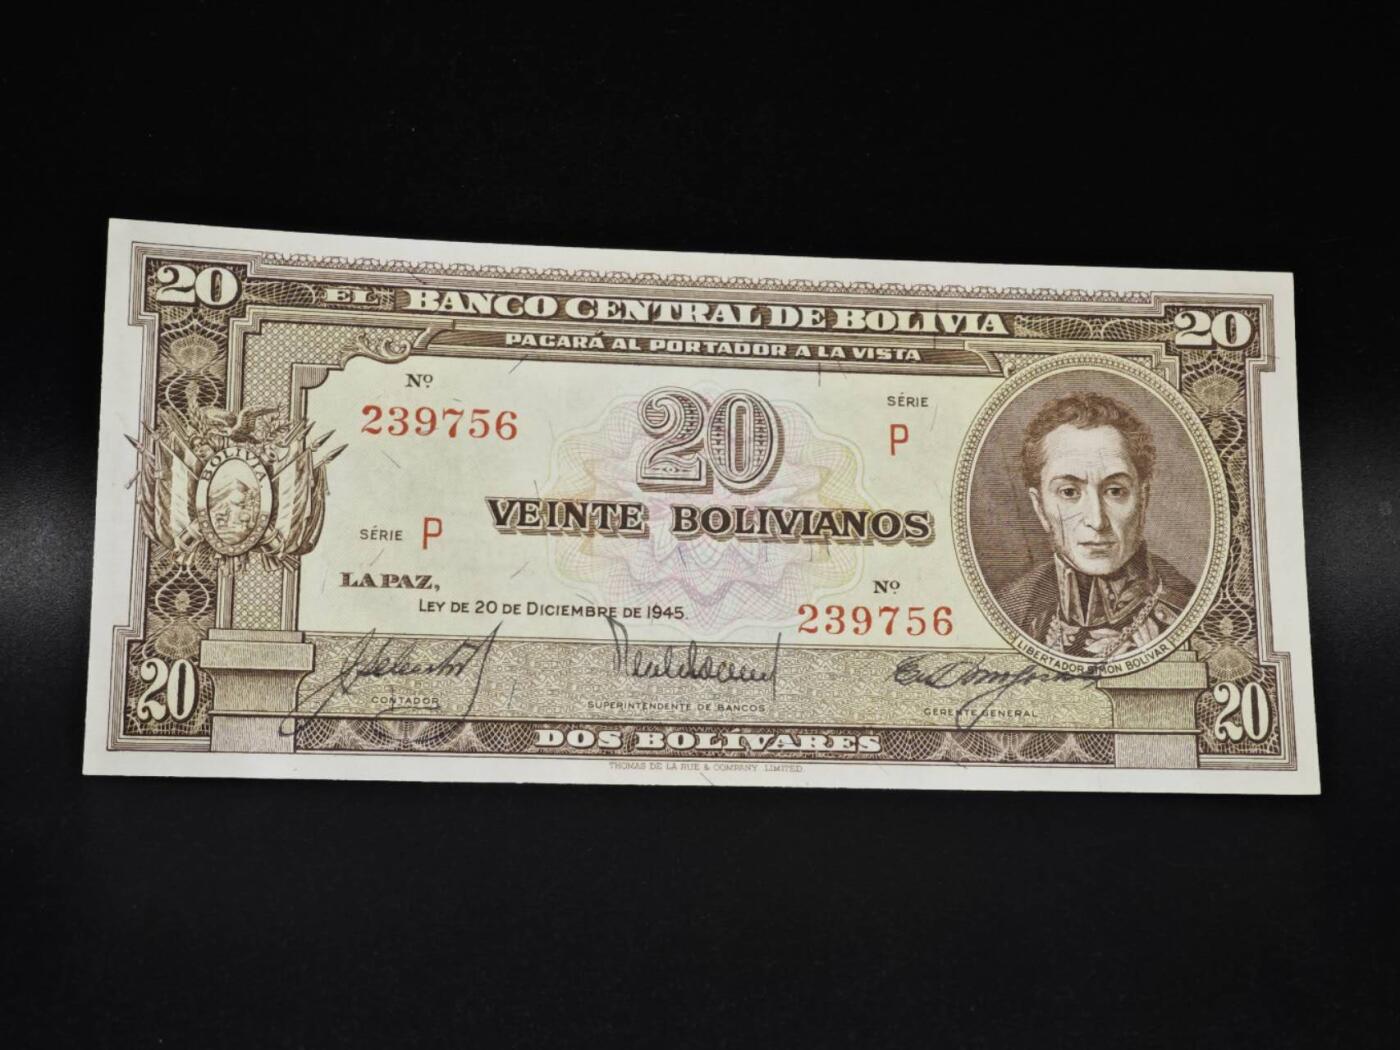 20 20
EL BANCO CENTRAL DE BOLIVIA
PAGARÁ AL PORTADOR A LA VISTA
Nº
239756
20
SÉRIE
P
BOLIVIA
VEINTE BOLIVIANOS
SÉRIE P
LA PAZ,
LEY DE 20 DE DICIEMBRE DE 1945.
Nº
239756
LIBERTADOR SIMON BOLIVAR
CONTADOR
SUPERINTENDENTE DE BANCOS
GERENTE GENERAL
20 20
DOS BOLÍVARES
THOMAS DE LA RUE & COMPANY, LIMITED.